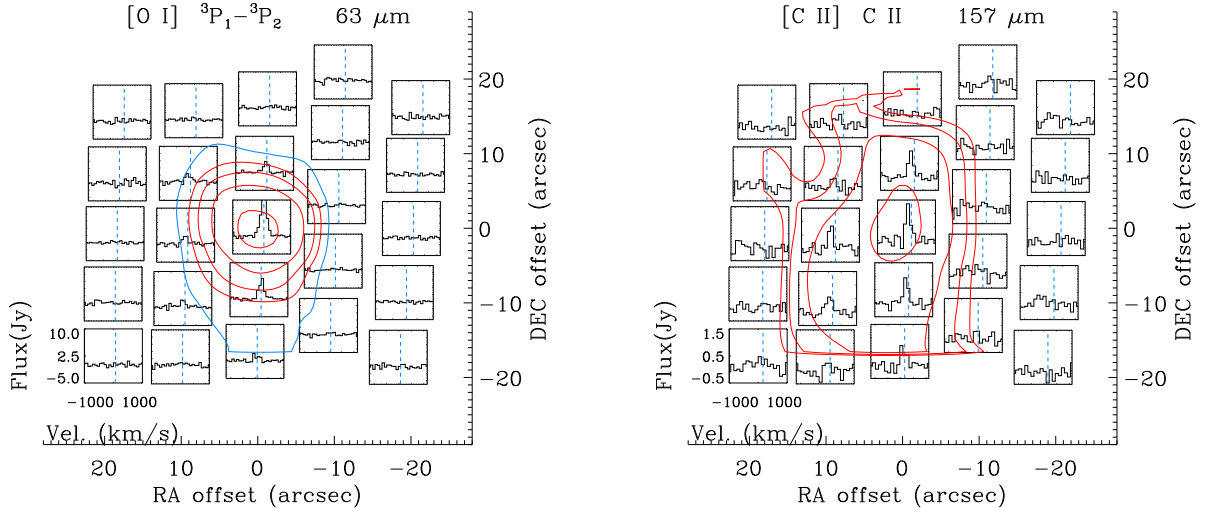 [O I] ³P₁−³P₂ 63 μm
20
10
0
−10
−20
DEC offset (arcsec)
Flux(Jy)
10.0
2.5
−5.0
−1000 1000
Vel. (km/s)
20 10 0 −10 −20
RA offset (arcsec)
[C II] C II 157 μm
20
10
0
−10
−20
DEC offset (arcsec)
Flux(Jy)
1.5
0.5
−0.5
−1000 1000
Vel. (km/s)
20 10 0 −10 −20
RA offset (arcsec)